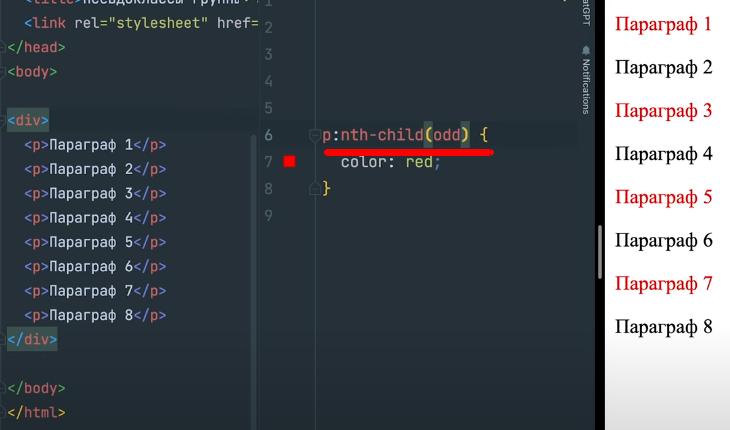 <title>Псевдоклассы группы
<link rel="stylesheet" href=
</head>
<body>
<div>
<p>Параграф 1</p>
<p>Параграф 2</p>
<p>Параграф 3</p>
<p>Параграф 4</p>
<p>Параграф 5</p>
<p>Параграф 6</p>
<p>Параграф 7</p>
<p>Параграф 8</p>
</div>
</body>
</html>
1
2
3
4
5
6 p:nth-child(odd) {
7 color: red;
8 }
9
atGPT
Notifications
Параграф 1
Параграф 2
Параграф 3
Параграф 4
Параграф 5
Параграф 6
Параграф 7
Параграф 8